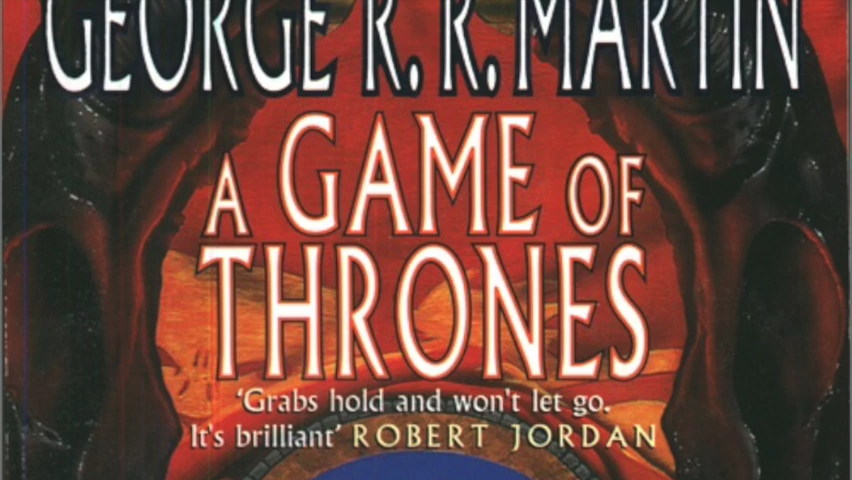 GEORGE R. R. MARTIN
A GAME OF
THRONES
'Grabs hold and won't let go.
It's brilliant' ROBERT JORDAN